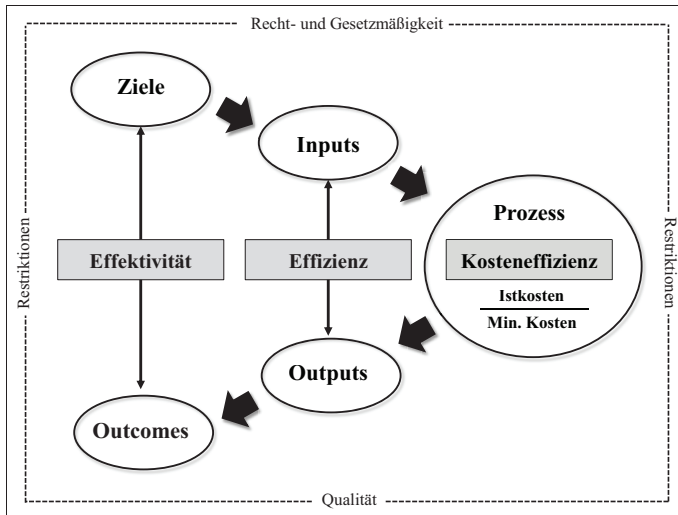 Recht- und Gesetzmäßigkeit
Ziele
Inputs
Prozess
Restriktionen
Effektivität
Effizienz
Kosteneffizienz
Restriktionen
Istkosten
Min. Kosten
Outputs
Outcomes
Qualität